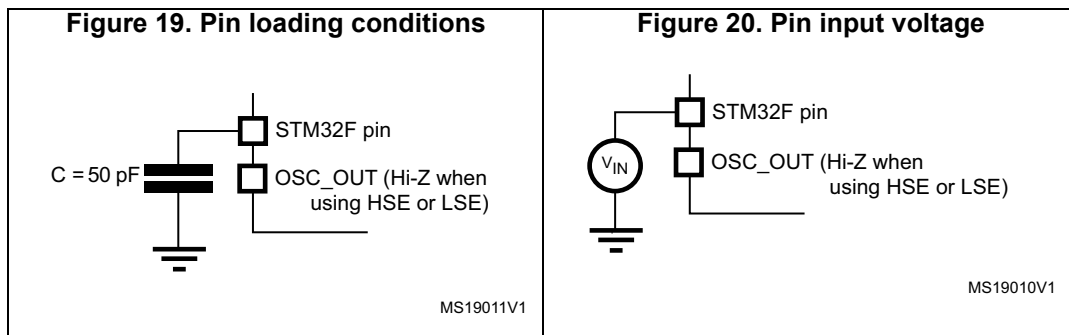 Figure 19. Pin loading conditions
STM32F pin
C = 50 pF
OSC_OUT (Hi-Z when
using HSE or LSE)
MS19011V1
Figure 20. Pin input voltage
STM32F pin
VIN
OSC_OUT (Hi-Z when
using HSE or LSE)
MS19010V1